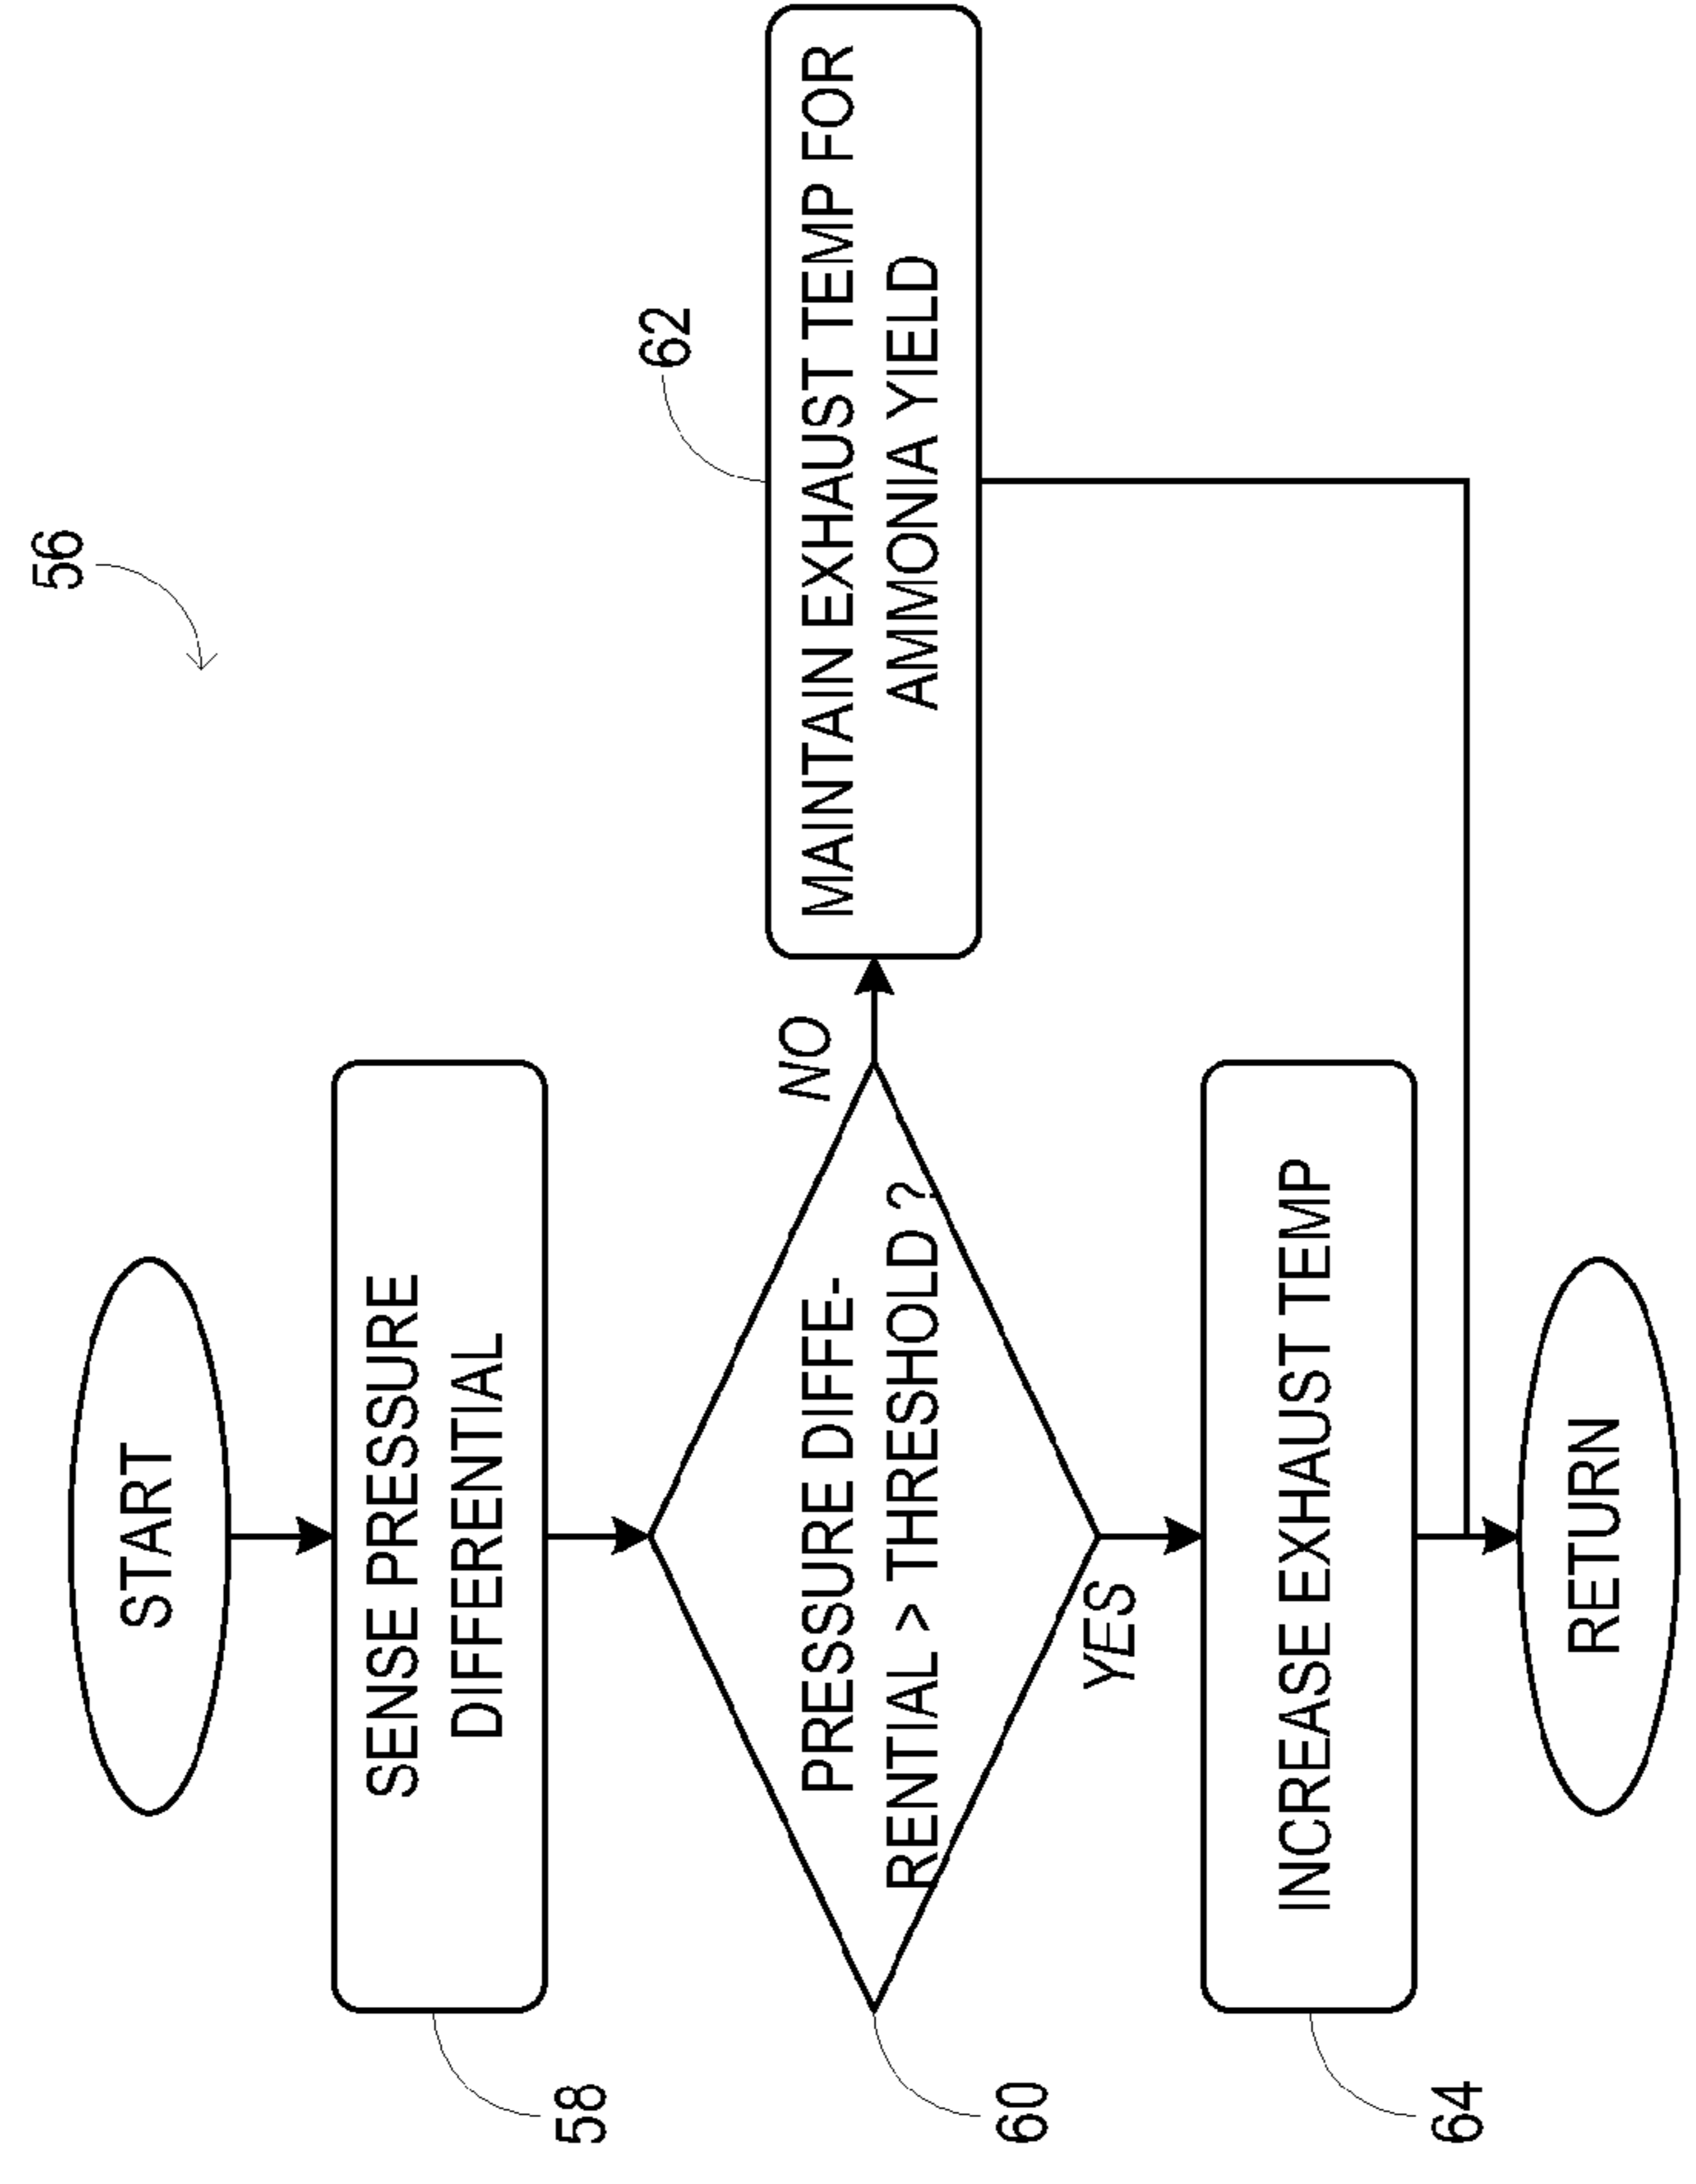 56
START
58
SENSE PRESSURE
DIFFERENTIAL
60
PRESSURE DIFFE-
RENTIAL > THRESHOLD ?
NO
62
MAINTAIN EXHAUST TEMP FOR
AMMONIA YIELD
YES
64
INCREASE EXHAUST TEMP
RETURN